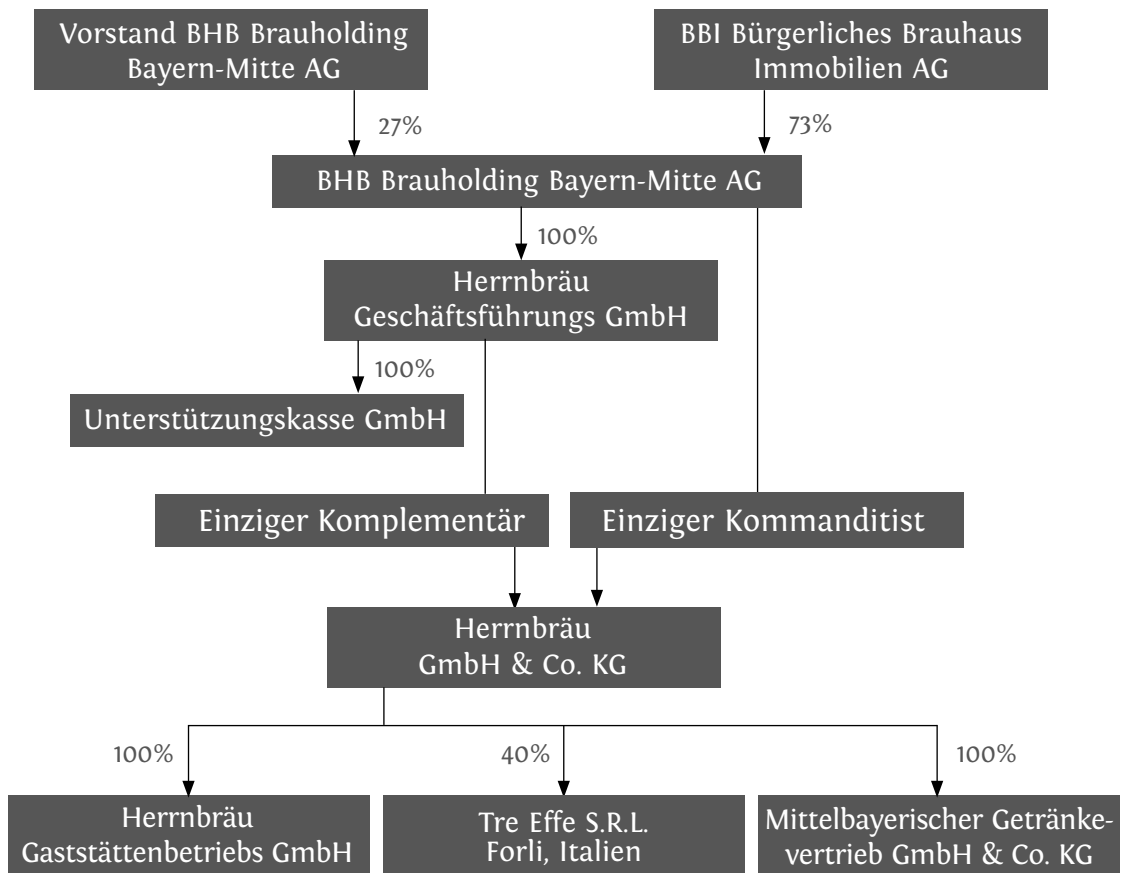 Vorstand BHB Brauholding
Bayern-Mitte AG
BBI Bürgerliches Brauhaus
Immobilien AG
27%
73%
BHB Brauholding Bayern-Mitte AG
100%
Herrnbräu
Geschäftsführungs GmbH
100%
Unterstützungskasse GmbH
Einziger Komplementär
Einziger Kommanditist
Herrnbräu
GmbH & Co. KG
100%
40%
100%
Herrnbräu
Gaststättenbetriebs GmbH
Tre Effe S.R.L.
Forli, Italien
Mittelbayerischer Getränke-
vertrieb GmbH & Co. KG